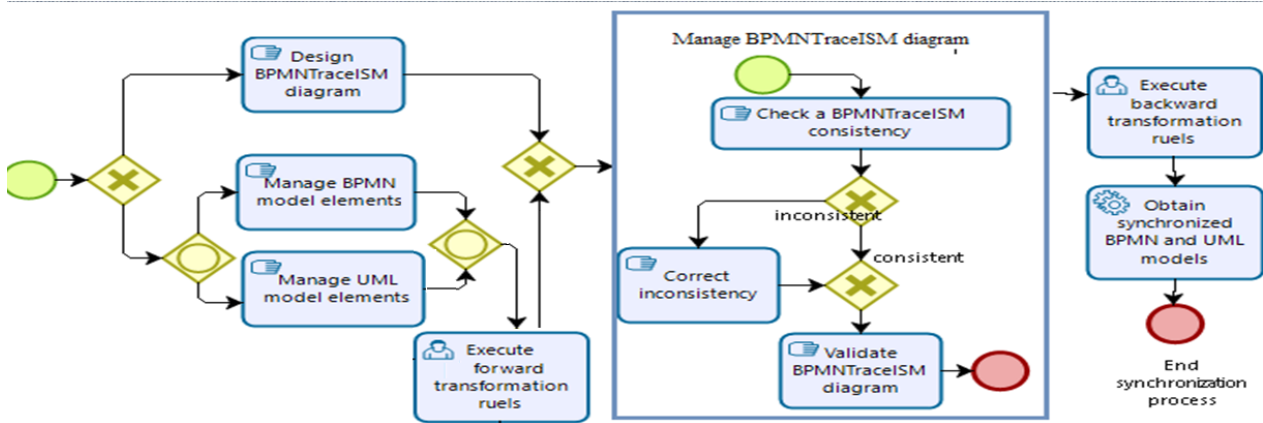 Design
BPMNTraceISM
diagram
Manage BPMN
model elements
Manage UML
model elements
Execute
forward
transformation
ruels
Manage BPMNTraceISM diagram
Check a BPMNTraceISM
consistency
inconsistent
consistent
Correct
inconsistency
Validate
BPMNTraceISM
diagram
Execute
backward
transformation
ruels
Obtain
synchronized
BPMN and UML
models
End
synchronization
process